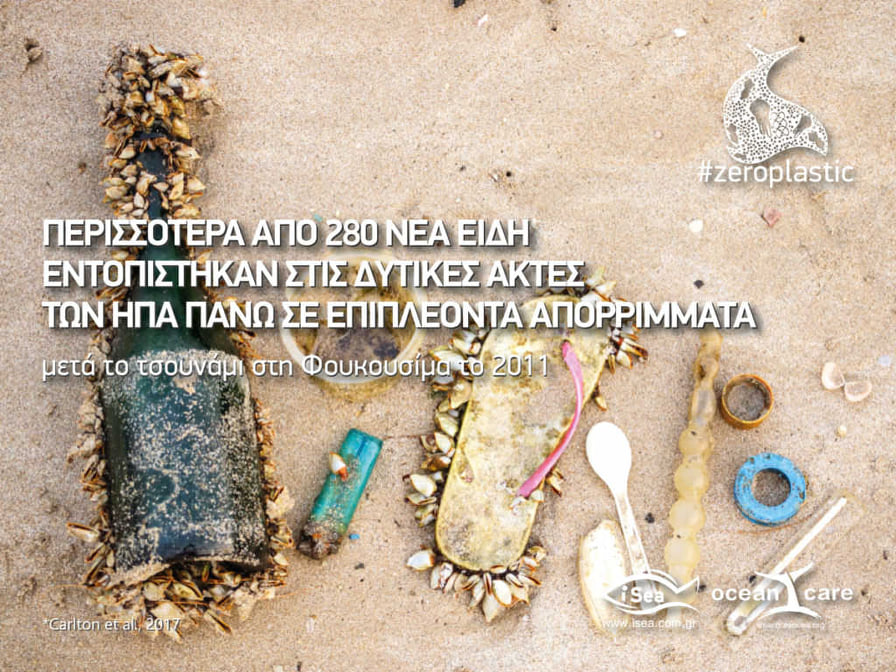 #zeroplastic
ΠΕΡΙΣΣΟΤΕΡΑ ΑΠΟ 280 ΝΕΑ ΕΙΔΗ
ΕΝΤΟΠΙΣΤΗΚΑΝ ΣΤΙΣ ΔΥΤΙΚΕΣ ΑΚΤΕΣ
ΤΩΝ ΗΠΑ ΠΑΝΩ ΣΕ ΕΠΙΠΛΕΟΝΤΑ ΑΠΟΡΡΙΜΜΑΤΑ
μετά το τσουνάμι στη Φουκουσίμα το 2011
iSea
www.isea.com.gr
ocean care
*Carlton et al., 2017